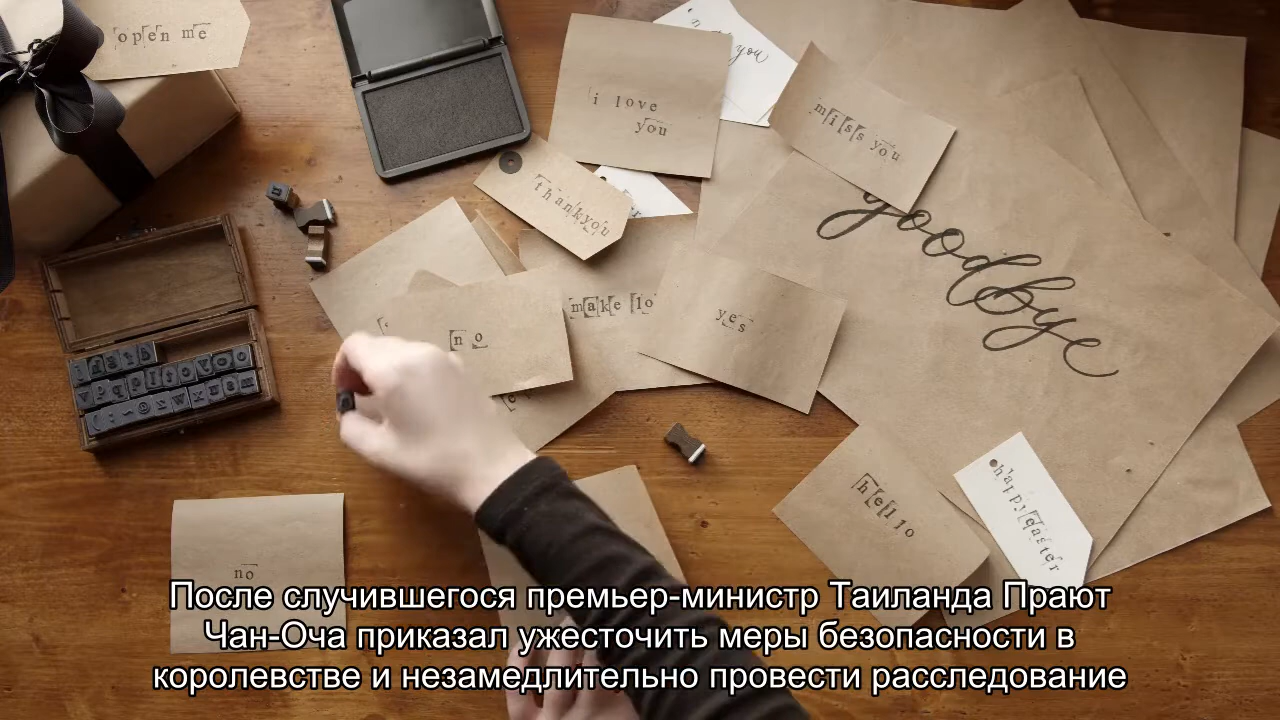 open me
i love
you
you
miss you
thankyou
goodbye
make lo
no
yes
hello
happy easter
no
После случившегося премьер-министр Таиланда Прают
Чан-Оча приказал ужесточить меры безопасности в
королевстве и незамедлительно провести расследование